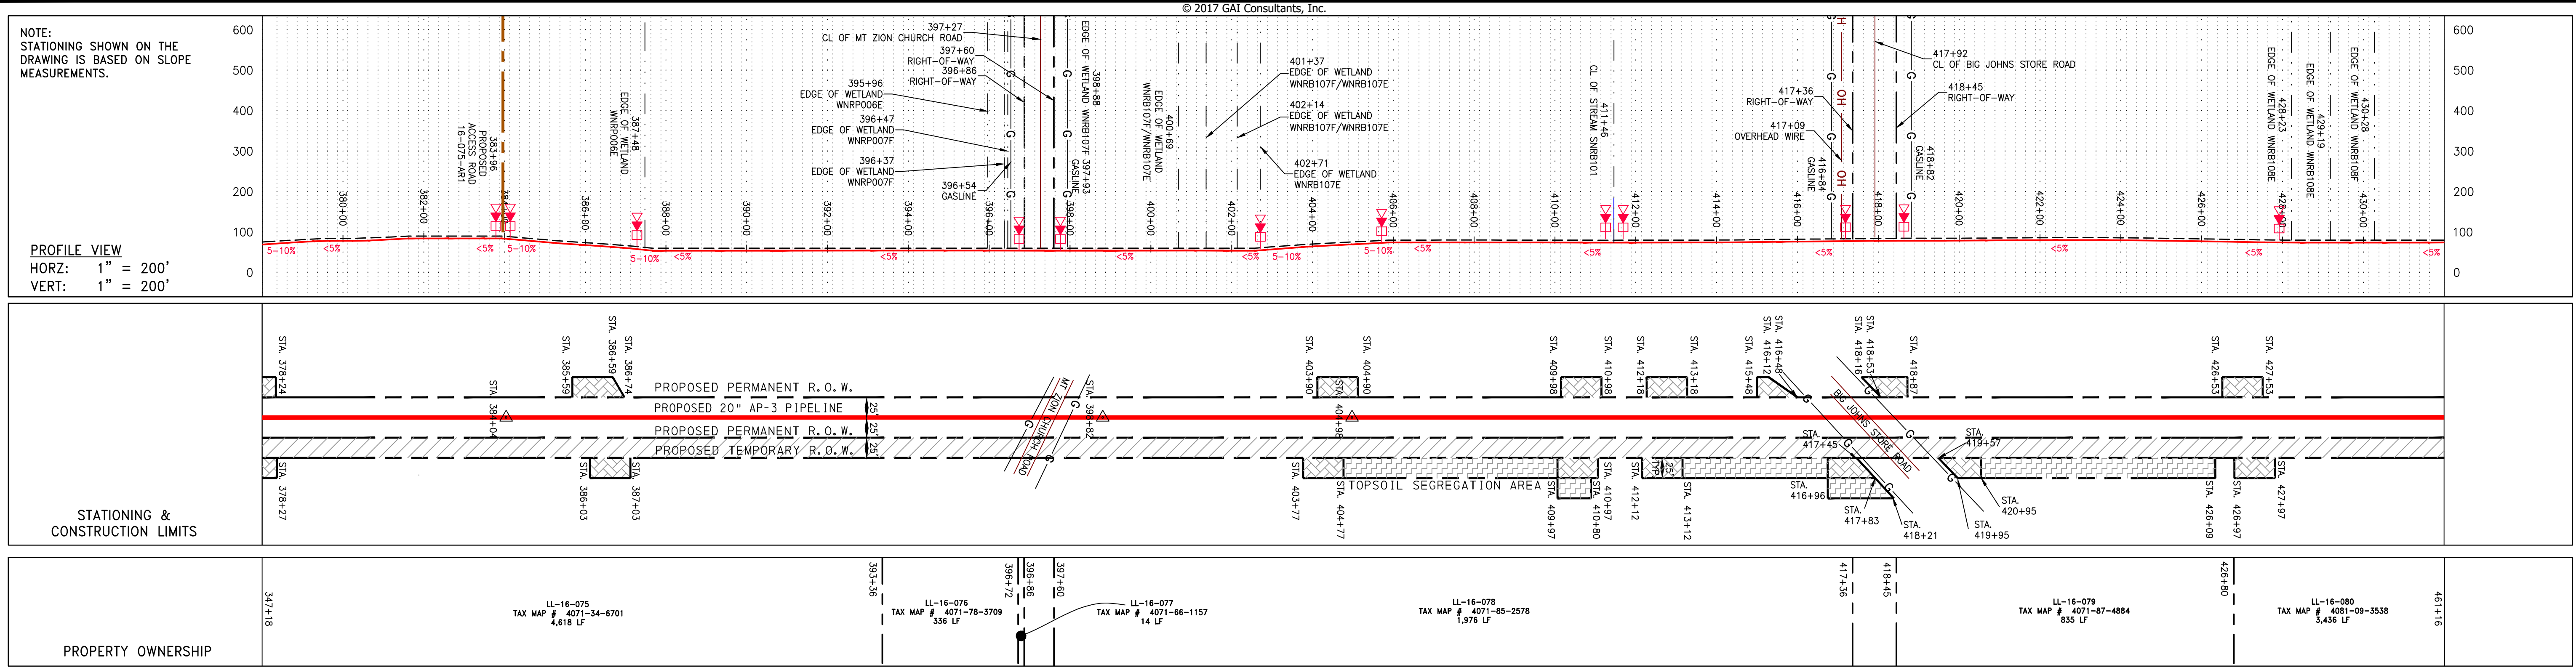 © 2017 GAI Consultants, Inc.
NOTE:
STATIONING SHOWN ON THE
DRAWING IS BASED ON SLOPE
MEASUREMENTS.
PROFILE VIEW
HORZ: 1" = 200'
VERT: 1" = 200'
600
500
400
300
200
100
0
380+00
382+00
384+00
386+00
388+00
390+00
392+00
394+00
396+00
398+00
400+00
402+00
404+00
406+00
408+00
410+00
412+00
414+00
416+00
418+00
420+00
422+00
424+00
426+00
428+00
430+00
383+96
PROPOSED
ACCESS ROAD
16-075-AR1
387+48
EDGE OF WETLAND
WNRP006E
397+27
CL OF MT ZION CHURCH ROAD
397+60
RIGHT-OF-WAY
396+86
RIGHT-OF-WAY
395+96
EDGE OF WETLAND
WNRP006E
396+47
EDGE OF WETLAND
WNRP007F
396+37
EDGE OF WETLAND
WNRP007F
396+54
GASLINE
G
G
G
G
G
G
398+88
EDGE OF WETLAND WNRB107F
397+93
GASLINE
400+69
EDGE OF WETLAND
WNRB107F/WNRB107E
401+37
EDGE OF WETLAND
WNRB107F/WNRB107E
402+14
EDGE OF WETLAND
WNRB107F/WNRB107E
402+71
EDGE OF WETLAND
WNRB107E
411+46
CL OF STREAM SNRB101
417+36
RIGHT-OF-WAY
417+09
OVERHEAD WIRE
416+84
GASLINE
G
G
G
OH
OH
G
G
G
417+92
CL OF BIG JOHNS STORE ROAD
418+45
RIGHT-OF-WAY
418+82
GASLINE
428+23
EDGE OF WETLAND WNRB108E
429+19
EDGE OF WETLAND WNRB108E
430+28
EDGE OF WETLAND WNRB108F
600
500
400
300
200
100
0
5-10%
<5%
<5%
5-10%
5-10%
<5%
<5%
<5%
<5%
5-10%
5-10%
<5%
<5%
<5%
<5%
<5%
<5%
STATIONING &
CONSTRUCTION LIMITS
STA. 378+24
STA. 385+59
STA. 386+59
STA. 386+74
STA. 384+04
PROPOSED PERMANENT R.O.W.
PROPOSED 20" AP-3 PIPELINE
PROPOSED PERMANENT R.O.W.
PROPOSED TEMPORARY R.O.W.
25'
25'
25'
STA. 378+27
STA. 386+03
STA. 387+03
MT ZION CHURCH ROAD
G
G
G
G
STA. 398+82
STA. 403+90
STA. 404+90
STA. 404+98
STA. 403+77
STA. 404+77
TOPSOIL SEGREGATION AREA
STA. 409+98
STA. 410+98
STA. 409+97
STA. 410+80
STA. 410+97
STA. 412+18
STA. 413+18
STA. 412+12
STA. 413+12
25'
TYP
STA. 415+48
STA. 416+12
STA. 416+48
STA. 418+16
STA. 418+53
STA. 418+87
BIG JOHNS STORE ROAD
G
G
G
G
G
STA.
417+45
STA.
416+96
STA.
417+83
STA.
418+21
STA.
419+57
STA.
419+95
STA.
420+95
STA. 426+53
STA. 427+53
STA. 426+09
STA. 426+97
STA. 427+97
PROPERTY OWNERSHIP
347+18
LL-16-075
TAX MAP # 4071-34-6701
4,618 LF
393+36
LL-16-076
TAX MAP # 4071-78-3709
336 LF
396+72
396+86
397+60
LL-16-077
TAX MAP # 4071-66-1157
14 LF
LL-16-078
TAX MAP # 4071-85-2578
1,976 LF
417+36
418+45
LL-16-079
TAX MAP # 4071-87-4884
835 LF
426+80
LL-16-080
TAX MAP # 4081-09-3538
3,436 LF
461+16